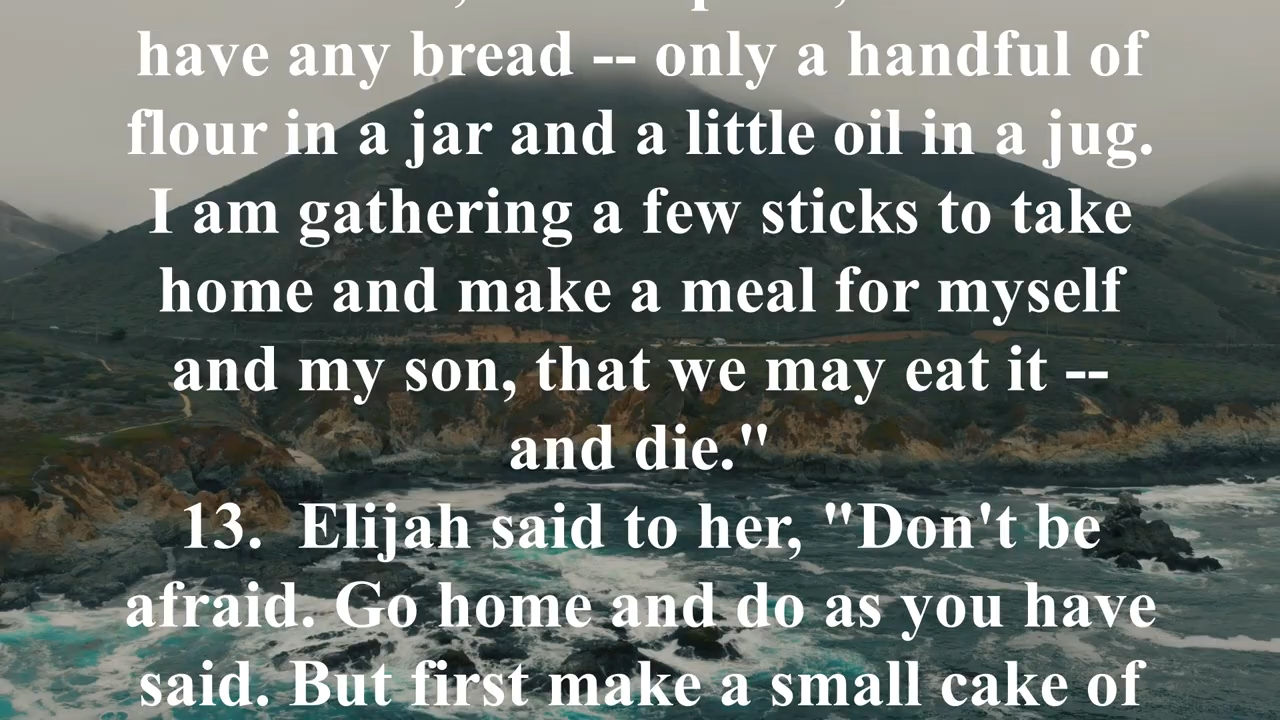 have any bread -- only a handful of
flour in a jar and a little oil in a jug.
I am gathering a few sticks to take
home and make a meal for myself
and my son, that we may eat it --
and die."
13.  Elijah said to her, "Don't be
afraid. Go home and do as you have
said. But first make a small cake of